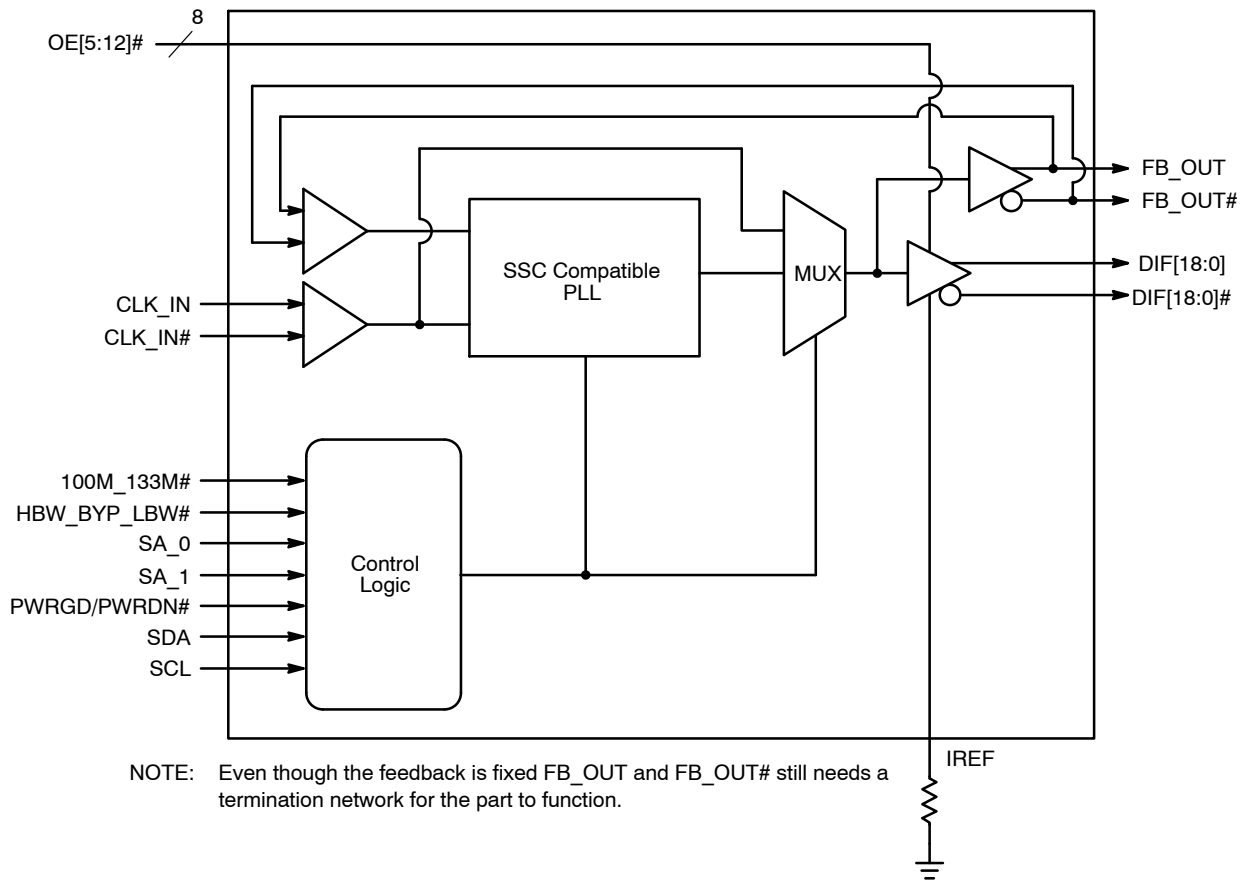 8
OE[5:12]#
FB_OUT
FB_OUT#
SSC Compatible
PLL
MUX
DIF[18:0]
DIF[18:0]#
CLK_IN
CLK_IN#
100M_133M#
HBW_BYP_LBW#
SA_0
SA_1
PWRGD/PWRDN#
SDA
SCL
Control
Logic
IREF
NOTE: Even though the feedback is fixed FB_OUT and FB_OUT# still needs a
termination network for the part to function.